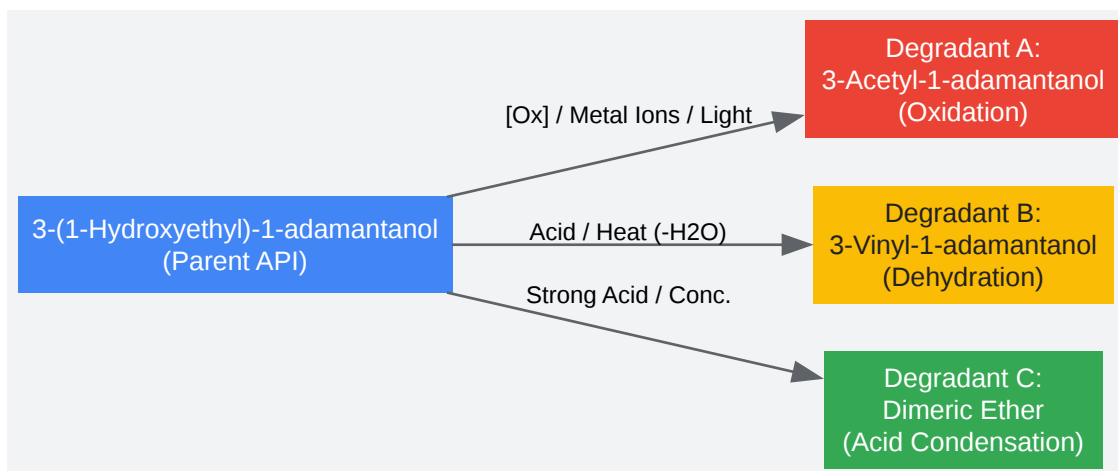 Degradant A:
3-Acetyl-1-adamantanol
(Oxidation)
[Ox] / Metal Ions / Light
3-(1-Hydroxyethyl)-1-adamantanol
(Parent API)
Acid / Heat (-H2O)
Degradant B:
3-Vinyl-1-adamantanol
(Dehydration)
Strong Acid / Conc.
Degradant C:
Dimeric Ether
(Acid Condensation)